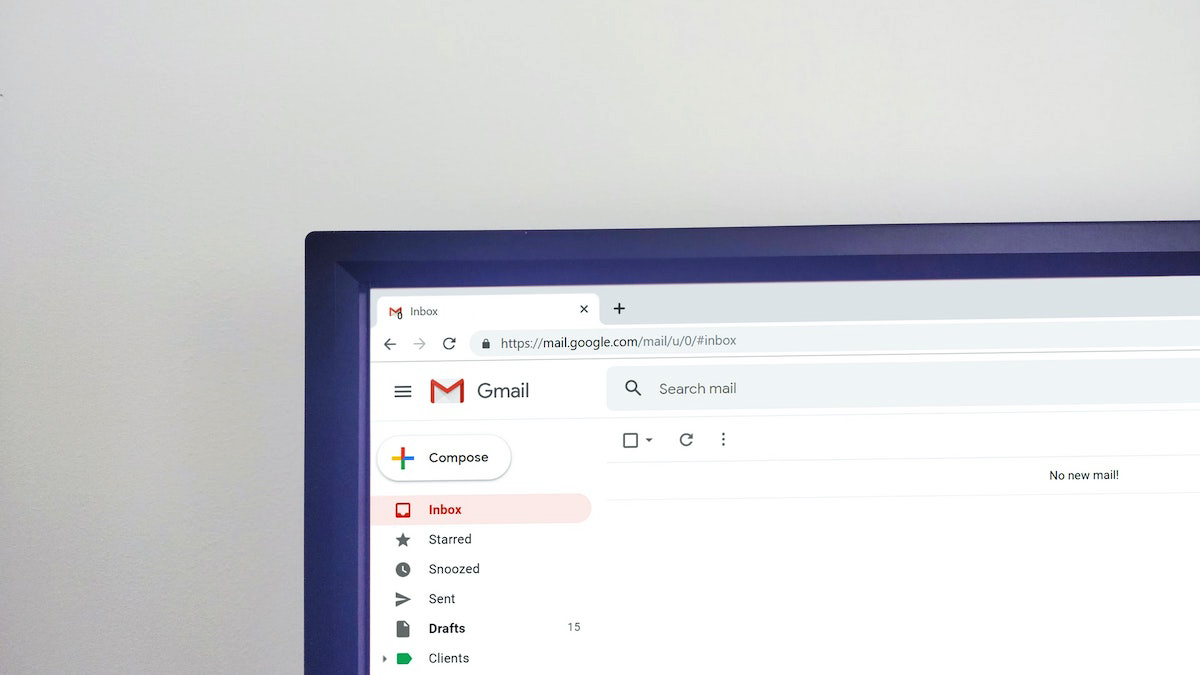 Inbox
https://mail.google.com/mail/u/0/#inbox
Gmail
Search mail
Compose
No new mail!
Inbox
Starred
Snoozed
Sent
Drafts 15
Clients